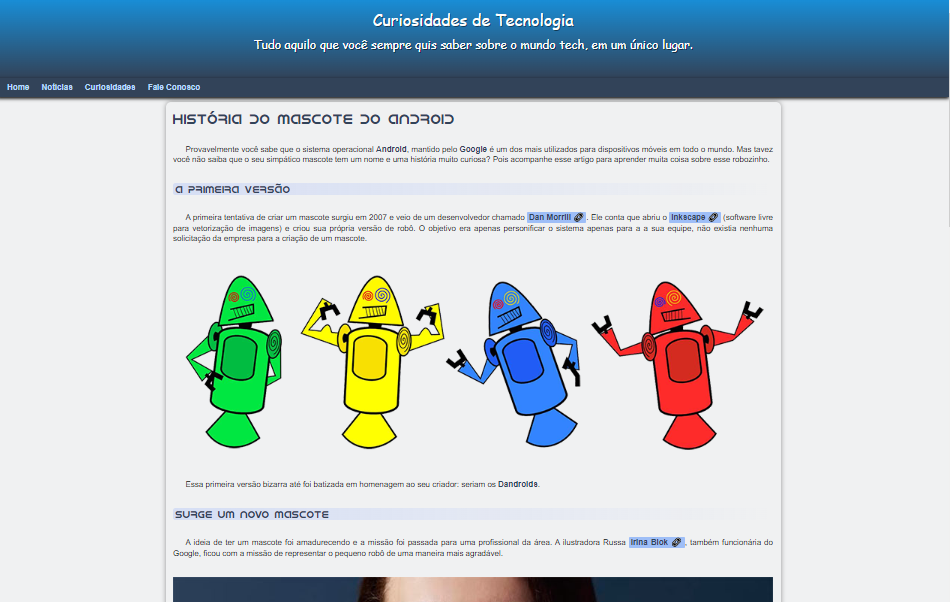 Curiosidades de Tecnologia
Tudo aquilo que você sempre quis saber sobre o mundo tech, em um único lugar.
Home Notícias Curiosidades Fale Conosco
História do Mascote do Android
Provavelmente você sabe que o sistema operacional Android, mantido pelo Google é um dos mais utilizados para dispositivos móveis em todo o mundo. Mas tavez
você não saiba que o seu simpático mascote tem um nome e uma história muito curiosa? Pois acompanhe esse artigo para aprender muita coisa sobre esse robozinho.
A primeira versão
A primeira tentativa de criar um mascote surgiu em 2007 e veio de um desenvolvedor chamado Dan Morrill. Ele conta que abriu o Inkscape (software livre
para vetorização de imagens) e criou sua própria versão de robô. O objetivo era apenas personificar o sistema apenas para a a sua equipe, não existia nenhuma
solicitação da empresa para a criação de um mascote.
Essa primeira versão bizarra até foi batizada em homenagem ao seu criador: seriam os Dandroids.
Surge um novo mascote
A ideia de ter um mascote foi amadurecendo e a missão foi passada para uma profissional da área. A ilustradora Russa Irina Blok, também funcionária do
Google, ficou com a missão de representar o pequeno robô de uma maneira mais agradável.